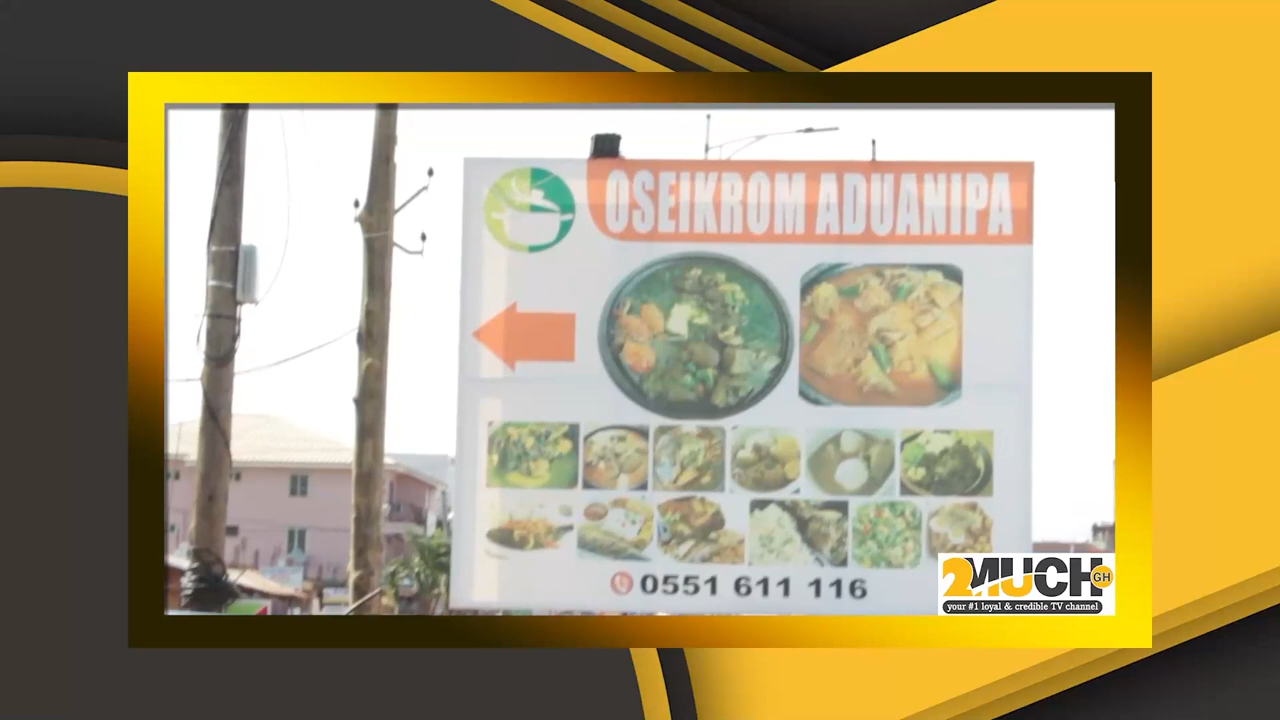 OSEIKROM ADUANIPA
0551 611 116
2MUCH GH
your #1 loyal & credible TV channel